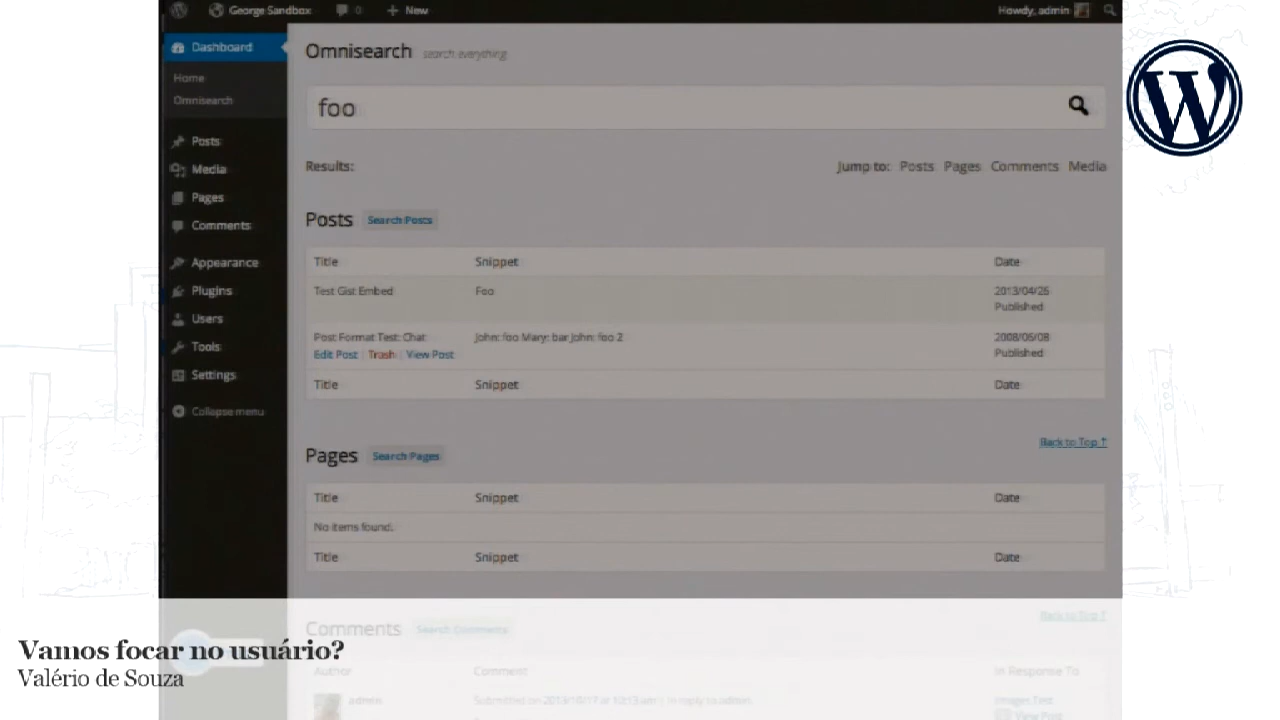 George Sandbox 0 + New Howdy, admin
Dashboard
Home
Omnisearch
Posts
Media
Pages
Comments
Appearance
Plugins
Users
Tools
Settings
Collapse menu
Omnisearch search everything
foo
Results: Jump to: Posts Pages Comments Media
Posts Search Posts
Title Snippet Date
Test Gist Embed Foo 2013/04/26
Published
Post Format Test: Chat John: foo Mary: bar John: foo 2 2008/06/08
Edit Post | Trash | View Post Published
Title Snippet Date
Back to Top ↑
Pages Search Pages
Title Snippet Date
No items found.
Title Snippet Date
Back to Top ↑
Comments Search Comments
Author Comment In Response To
admin Submitted on 2013/10/17 at 10:13 am | In reply to admin. Images Test
View Post
Vamos focar no usuário?
Valério de Souza
W